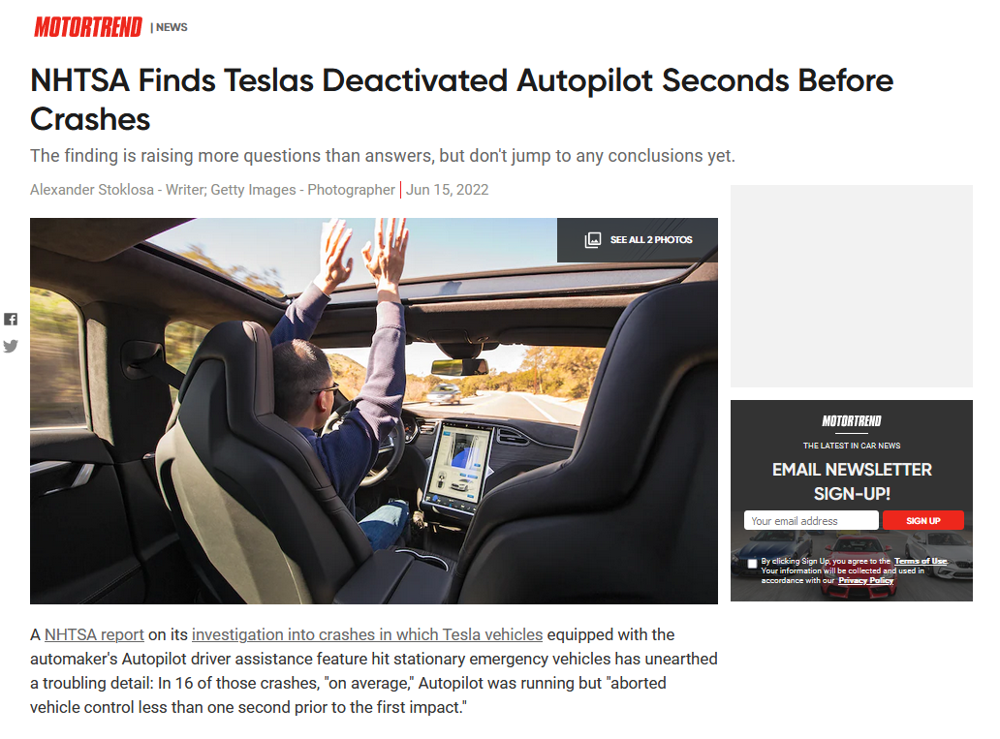 MOTORTREND | NEWS
NHTSA Finds Teslas Deactivated Autopilot Seconds Before
Crashes
The finding is raising more questions than answers, but don't jump to any conclusions yet.
Alexander Stoklosa - Writer; Getty Images - Photographer | Jun 15, 2022
SEE ALL 2 PHOTOS
MOTORTREND
THE LATEST IN CAR NEWS
EMAIL NEWSLETTER
SIGN-UP!
Your email address
SIGN UP
By clicking Sign Up, you agree to the Terms of Use.
Your information will be collected and used in
accordance with our Privacy Policy
A NHTSA report on its investigation into crashes in which Tesla vehicles equipped with the
automaker's Autopilot driver assistance feature hit stationary emergency vehicles has unearthed
a troubling detail: In 16 of those crashes, "on average," Autopilot was running but "aborted
vehicle control less than one second prior to the first impact."